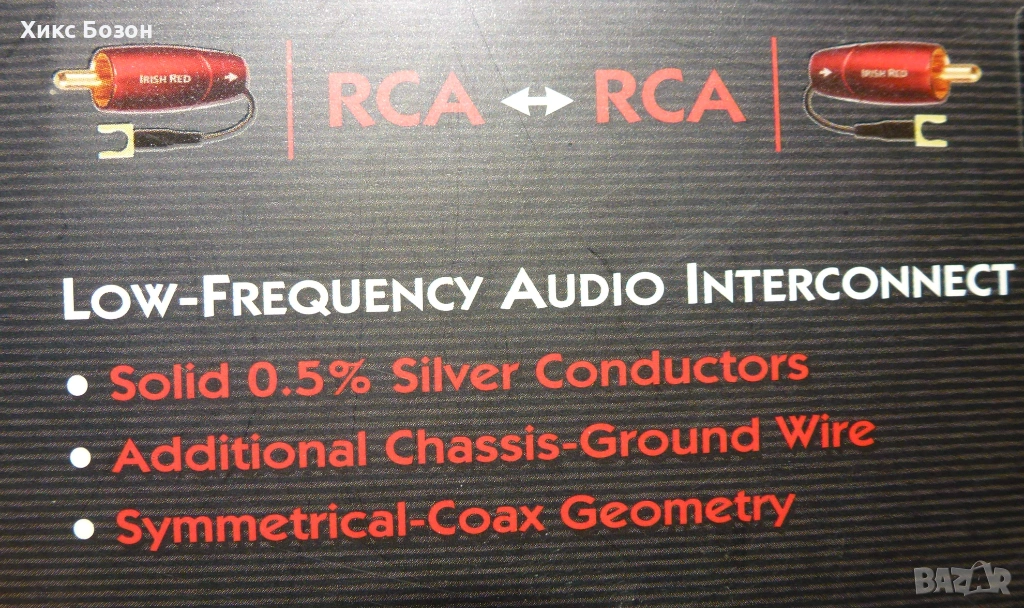 Хикс Бозон
IRISH RED
RCA ↔ RCA
IRISH RED
LOW-FREQUENCY AUDIO INTERCONNECT
• Solid 0.5% Silver Conductors
• Additional Chassis-Ground Wire
• Symmetrical-Coax Geometry
BAZAR